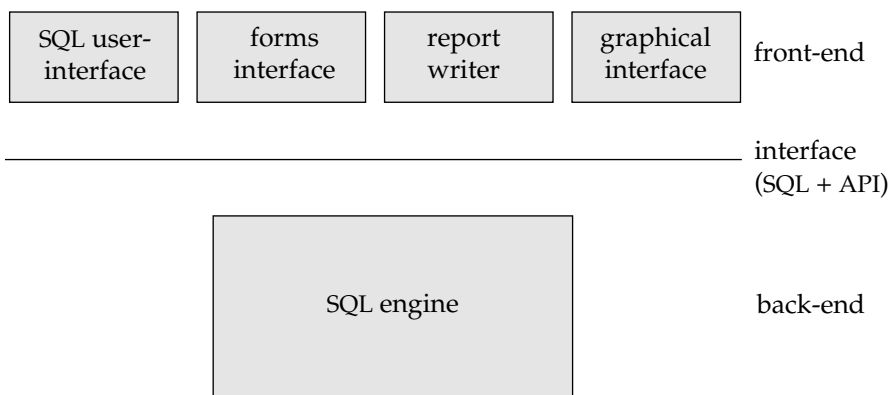 SQL user-
interface
forms
interface
report
writer
graphical
interface
front-end
interface
(SQL + API)
SQL engine
back-end